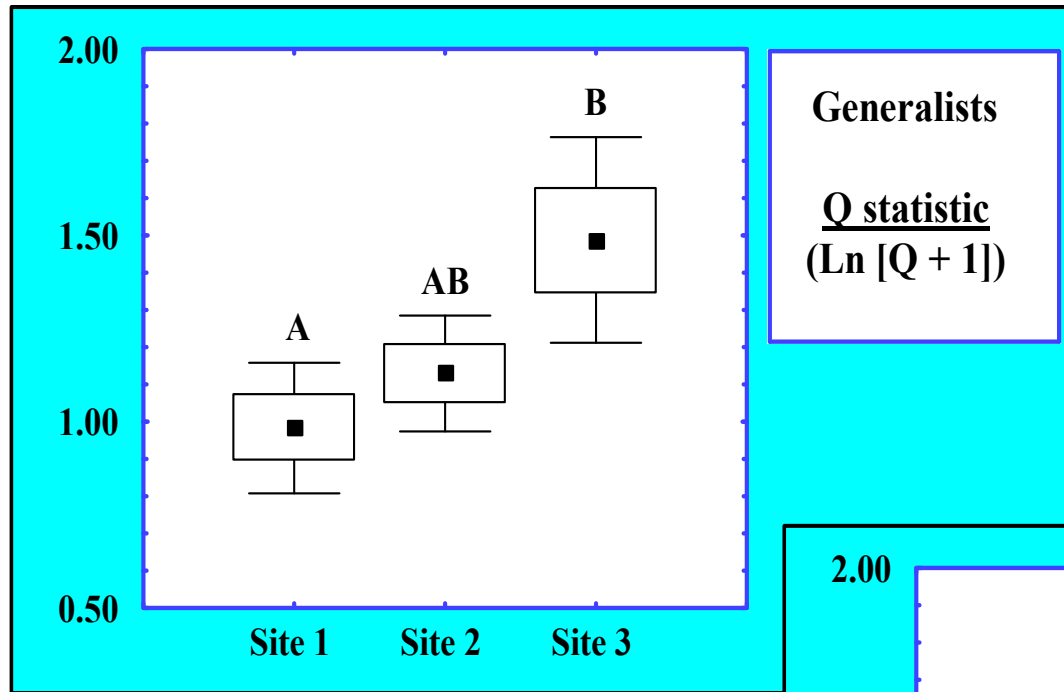 2.00
1.50
1.00
0.50
A
AB
B
Site 1 Site 2 Site 3
Generalists
Q statistic
(Ln [Q + 1])
2.00